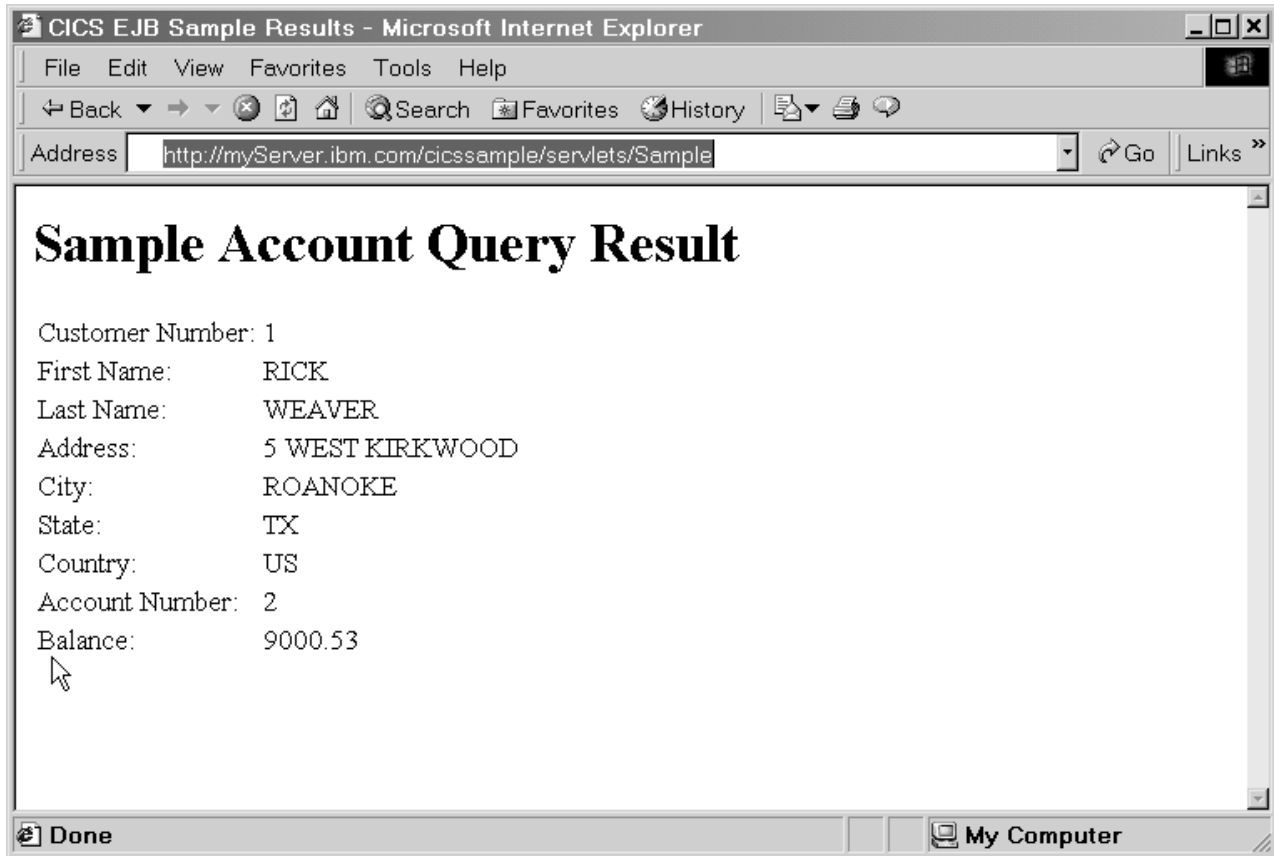 CICS EJB Sample Results - Microsoft Internet Explorer
File Edit View Favorites Tools Help
Back Search Favorites History
Address http://myServer.ibm.com/cicssample/servlets/Sample Go Links »
Sample Account Query Result
Customer Number: 1
First Name: RICK
Last Name: WEAVER
Address: 5 WEST KIRKWOOD
City: ROANOKE
State: TX
Country: US
Account Number: 2
Balance: 9000.53
Done My Computer